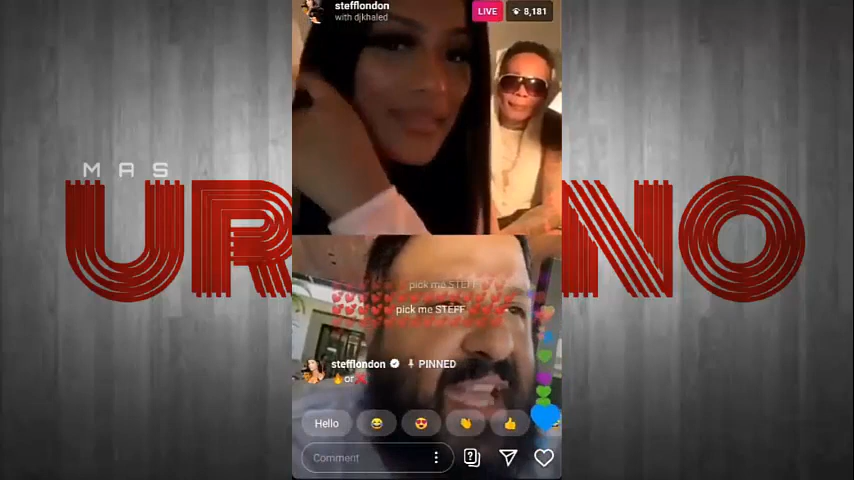 stefflondon
with djkhaled
LIVE
8,181
MAS
UR NO
pick me STEFF
pick me STEFF
stefflondon PINNED
or
Hello
Comment